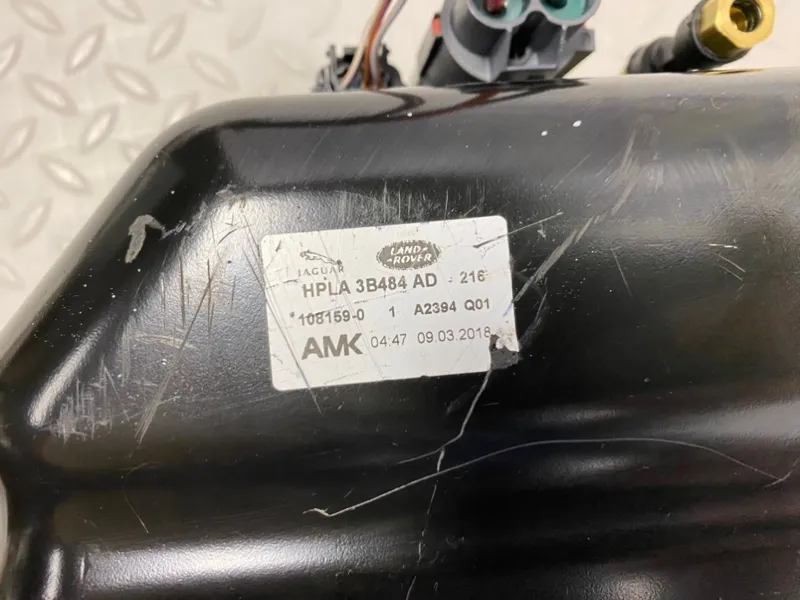 JAGUAR LAND ROVER
HPLA 3B484 AD - 216
*108159-0 1 A2394 Q01
AMK 04:47 09.03.2018